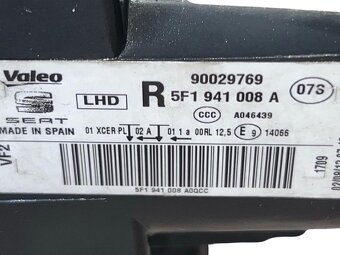 Valeo
90029769
LHD R 5F1 941 008 A 07S
SEAT
CCC A046439
MADE IN SPAIN 01 XCER PL 02 A 01 1 a 00RL 12,5 E9 14066
VF2
5F1 941 008 A0QCC
1709